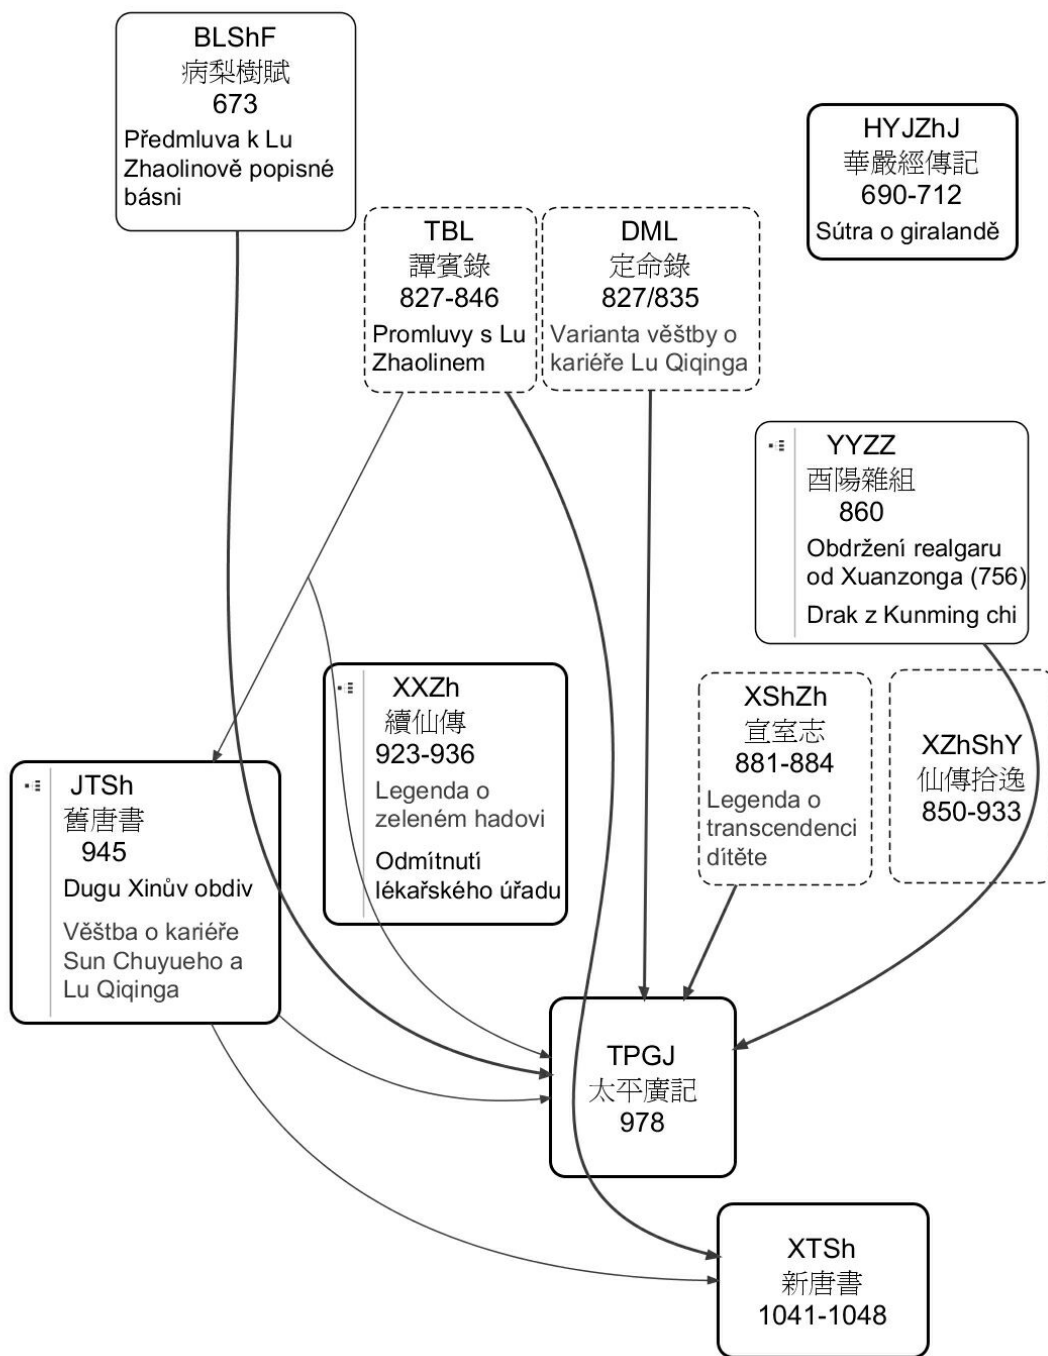 BLShF
病梨樹賦
673
Předmluva k Lu
Zhaolinově popisné
básni
HYJZhJ
華嚴經傳記
690-712
Sútra o giralandě
TBL
譚賓錄
827-846
Promluvy s Lu
Zhaolinem
DML
定命錄
827/835
Varianta věštby o
kariéře Lu Qiqinga
YYZZ
酉陽雜組
860
Obdržení realgaru
od Xuanzonga (756)
Drak z Kunming chi
XXZh
續仙傳
923-936
Legenda o
zeleném hadovi
Odmítnutí
lékařského úřadu
XShZh
宣室志
881-884
Legenda o
transcendenci
dítěte
XZhShY
仙傳拾逸
850-933
JTSh
舊唐書
945
Dugu Xinův obdiv
Věštba o kariéře
Sun Chuyueho a
Lu Qiqinga
TPGJ
太平廣記
978
XTSh
新唐書
1041-1048